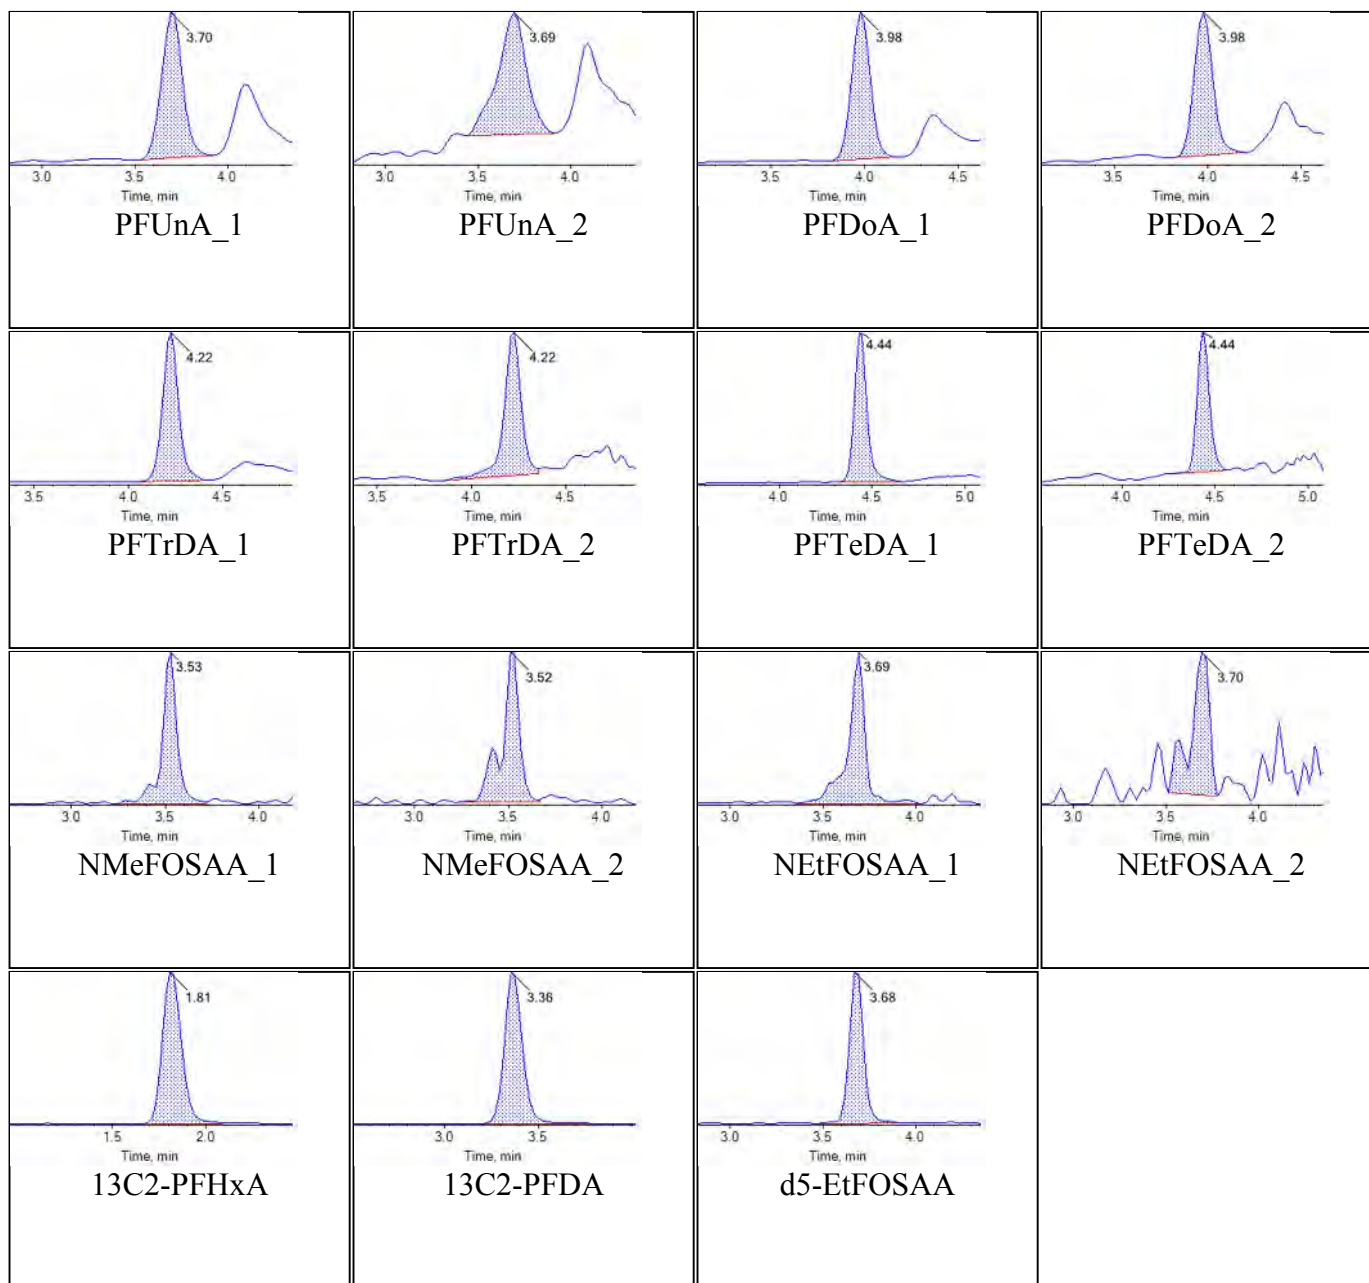 3.70
3.0 3.5 4.0
Time, min
PFUnA_1
3.69
3.0 3.5 4.0
Time, min
PFUnA_2
3.98
3.5 4.0 4.5
Time, min
PFDoA_1
3.98
3.5 4.0 4.5
Time, min
PFDoA_2
4.22
3.5 4.0 4.5
Time, min
PFTrDA_1
4.22
3.5 4.0 4.5
Time, min
PFTrDA_2
4.44
4.0 4.5 5.0
Time, min
PFTeDA_1
4.44
4.0 4.5 5.0
Time, min
PFTeDA_2
3.53
3.0 3.5 4.0
Time, min
NMeFOSAA_1
3.52
3.0 3.5 4.0
Time, min
NMeFOSAA_2
3.69
3.0 3.5 4.0
Time, min
NEtFOSAA_1
3.70
3.0 3.5 4.0
Time, min
NEtFOSAA_2
1.81
1.5 2.0
Time, min
13C2-PFHxA
3.36
3.0 3.5
Time, min
13C2-PFDA
3.68
3.0 3.5 4.0
Time, min
d5-EtFOSAA